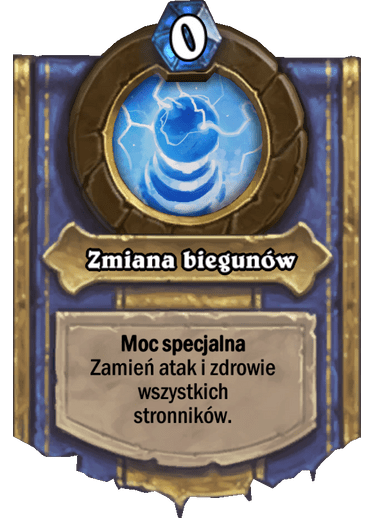 0
Zmiana biegunów
Moc specjalna
Zamień atak i zdrowie
wszystkich
stronników.